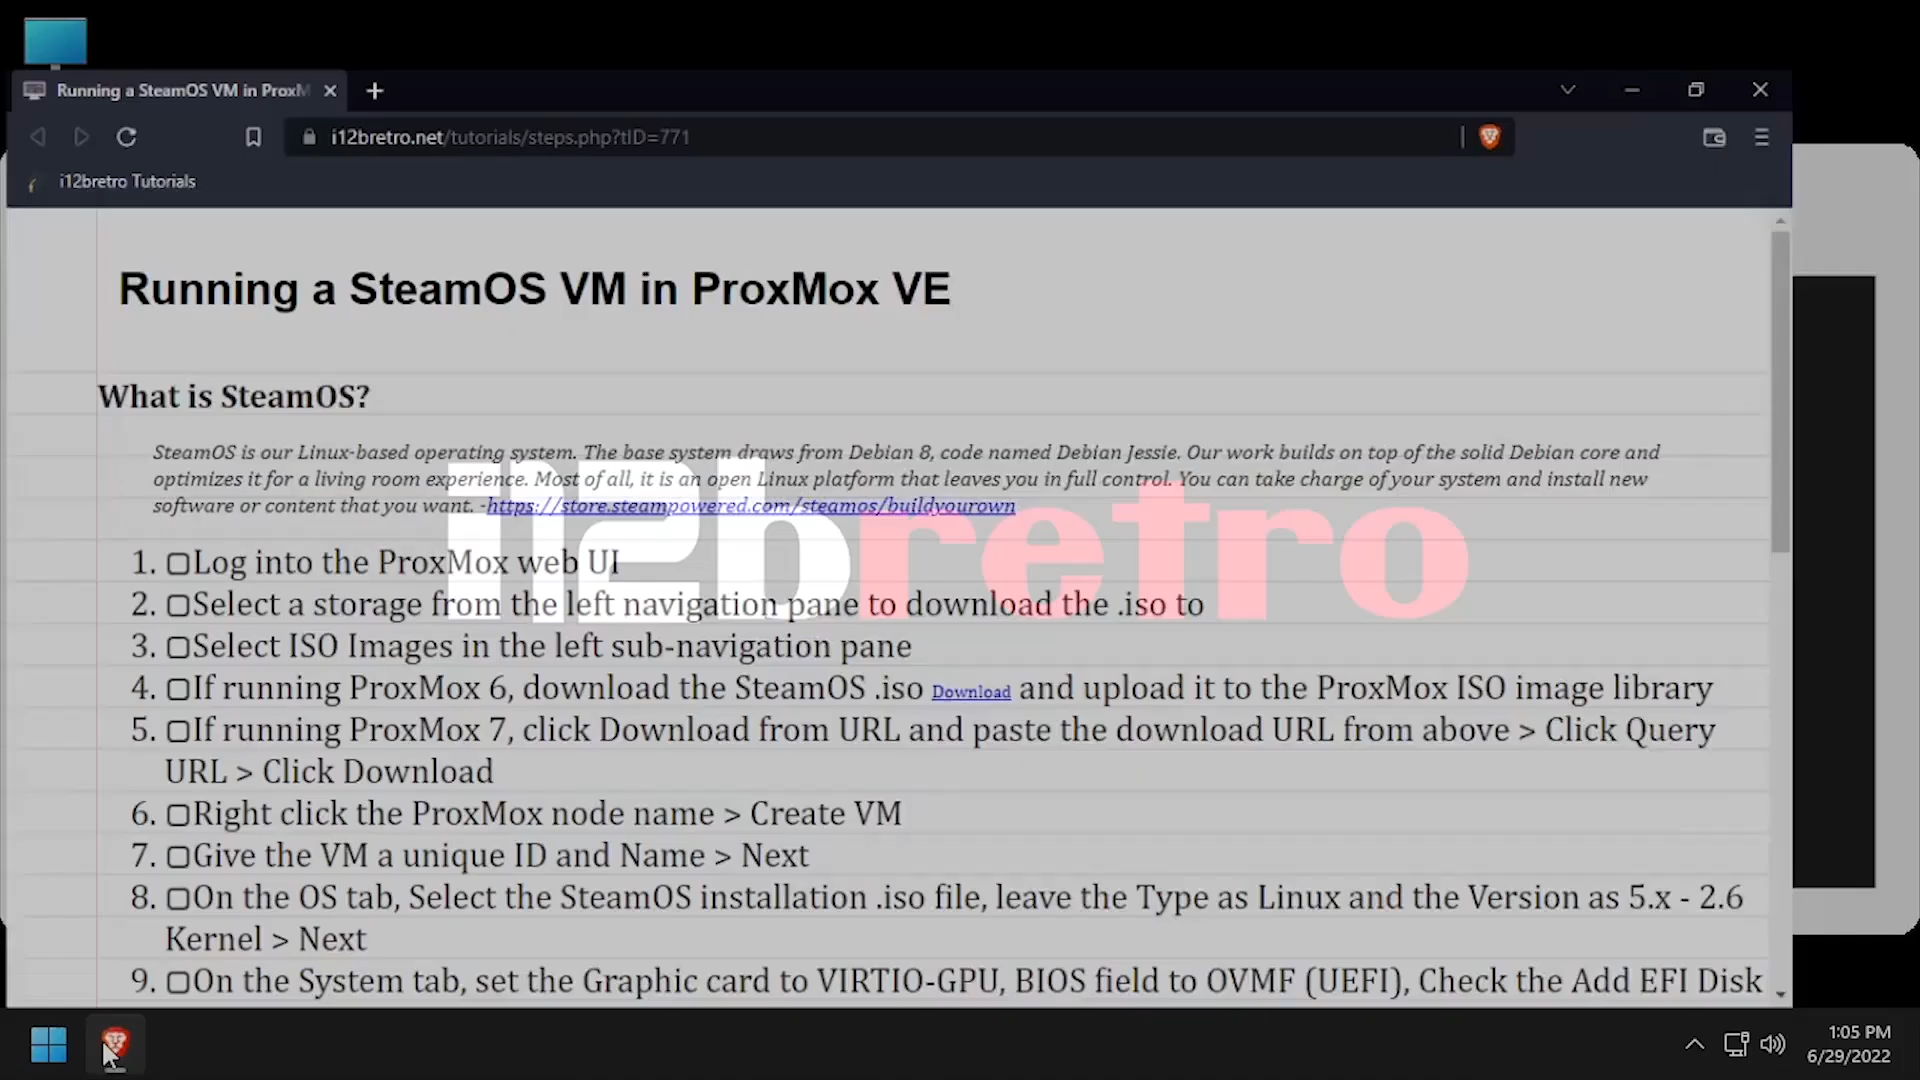 Running a SteamOS VM in ProxM
i12bretro.net/tutorials/steps.php?tID=771
i12bretro Tutorials
Running a SteamOS VM in ProxMox VE
What is SteamOS?
SteamOS is our Linux-based operating system. The base system draws from Debian 8, code named Debian Jessie. Our work builds on top of the solid Debian core and
optimizes it for a living room experience. Most of all, it is an open Linux platform that leaves you in full control. You can take charge of your system and install new
software or content that you want. -https://store.steampowered.com/steamos/buildyourown
i12bretro
1. Log into the ProxMox web UI
2. Select a storage from the left navigation pane to download the .iso to
3. Select ISO Images in the left sub-navigation pane
4. If running ProxMox 6, download the SteamOS .iso Download and upload it to the ProxMox ISO image library
5. If running ProxMox 7, click Download from URL and paste the download URL from above > Click Query
URL > Click Download
6. Right click the ProxMox node name > Create VM
7. Give the VM a unique ID and Name > Next
8. On the OS tab, Select the SteamOS installation .iso file, leave the Type as Linux and the Version as 5.x - 2.6
Kernel > Next
9. On the System tab, set the Graphic card to VIRTIO-GPU, BIOS field to OVMF (UEFI), Check the Add EFI Disk
1:05 PM
6/29/2022